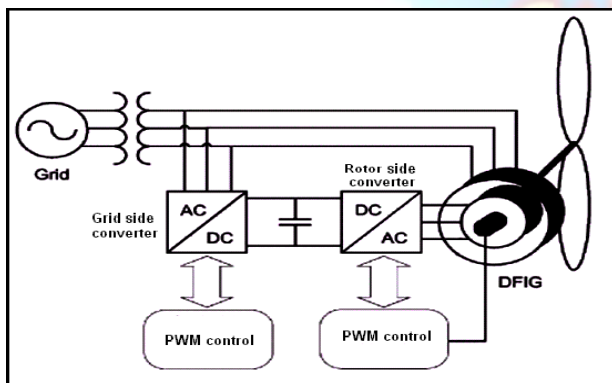 Grid
Grid side
converter
AC
DC
Rotor side
converter
DC
AC
DFIG
PWM control
PWM control